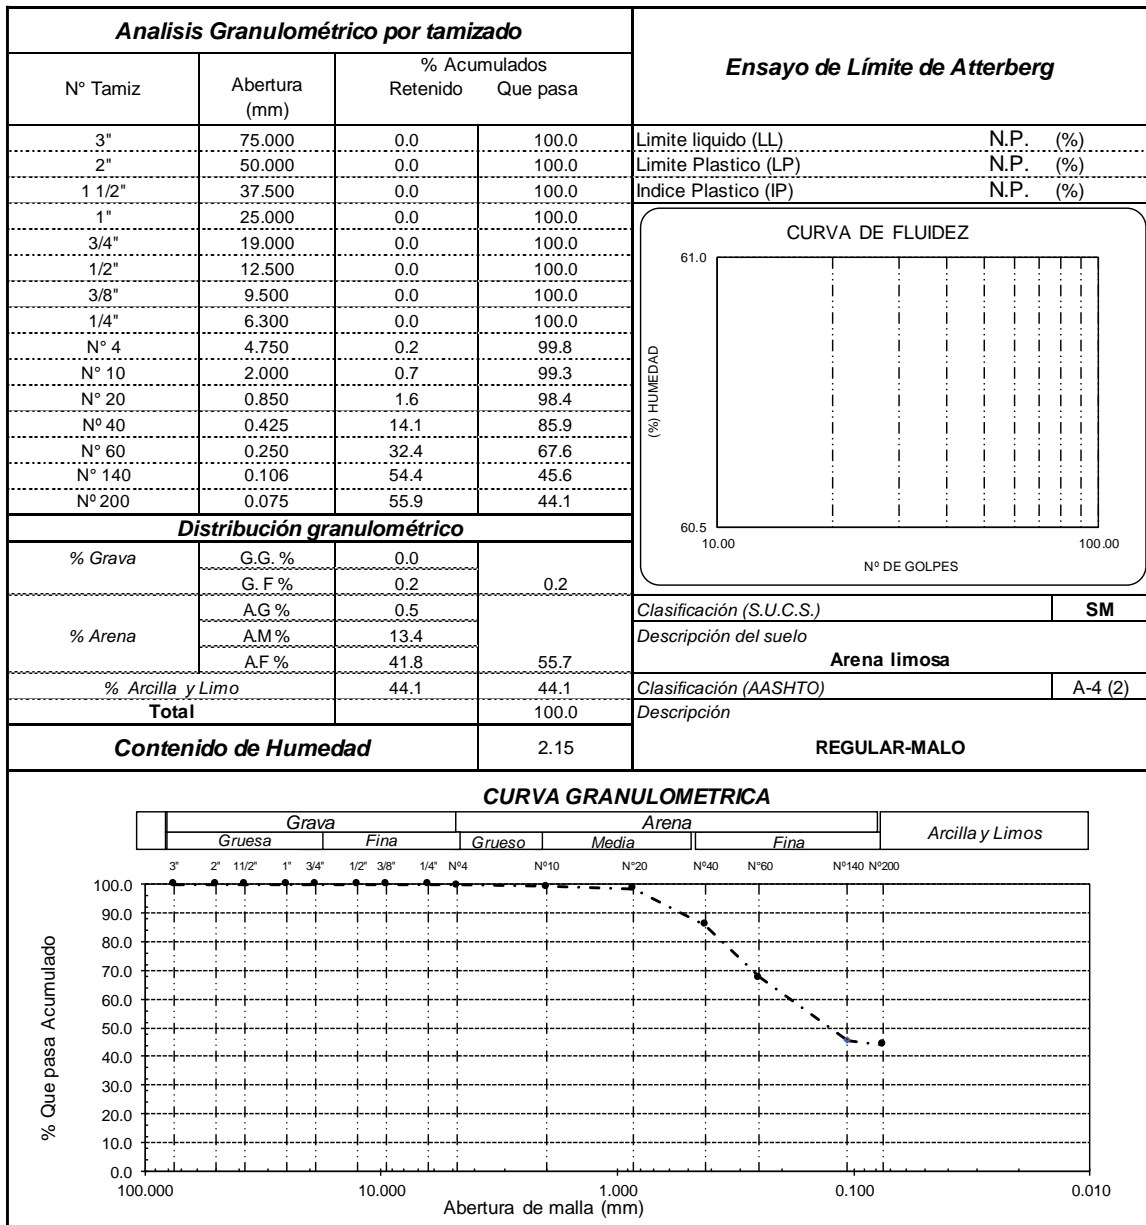 Analisis Granulométrico por tamizado
N° Tamiz Abertura (mm) % Acumulados
Retenido Que pasa
3" 75.000 0.0 100.0
2" 50.000 0.0 100.0
1 1/2" 37.500 0.0 100.0
1" 25.000 0.0 100.0
3/4" 19.000 0.0 100.0
1/2" 12.500 0.0 100.0
3/8" 9.500 0.0 100.0
1/4" 6.300 0.0 100.0
N° 4 4.750 0.2 99.8
N° 10 2.000 0.7 99.3
N° 20 0.850 1.6 98.4
Nº 40 0.425 14.1 85.9
N° 60 0.250 32.4 67.6
N° 140 0.106 54.4 45.6
Nº 200 0.075 55.9 44.1
Distribución granulométrico
% Grava G.G. % 0.0
G. F % 0.2 0.2
% Arena A.G % 0.5
A.M % 13.4
A.F % 41.8 55.7
% Arcilla y Limo 44.1 44.1
Total 100.0
Contenido de Humedad 2.15
Ensayo de Límite de Atterberg
Limite liquido (LL) N.P. (%)
Limite Plastico (LP) N.P. (%)
Indice Plastico (IP) N.P. (%)
CURVA DE FLUIDEZ
61.0
(%) HUMEDAD
60.5
10.00 100.00
Nº DE GOLPES
Clasificación (S.U.C.S.) SM
Descripción del suelo
Arena limosa
Clasificación (AASHTO) A-4 (2)
Descripción
REGULAR-MALO
CURVA GRANULOMETRICA
Grava Arena Arcilla y Limos
Gruesa Fina Grueso Media Fina
3" 2" 11/2" 1" 3/4" 1/2" 3/8" 1/4" Nº4 Nº10 N°20 Nº40 N°60 Nº140 Nº200
100.0
90.0
80.0
70.0
60.0
50.0
40.0
30.0
20.0
10.0
0.0
% Que pasa Acumulado
100.000 10.000 1.000 0.100 0.010
Abertura de malla (mm)